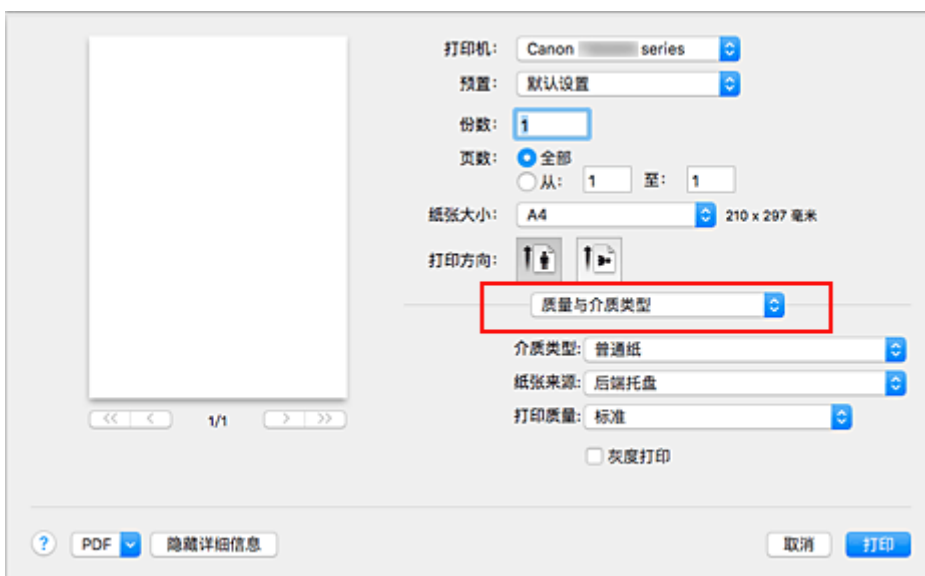 打印机: Canon series
预置: 默认设置
份数: 1
页数: 全部
从: 1 至: 1
纸张大小: A4 210 x 297 毫米
打印方向:
质量与介质类型
介质类型: 普通纸
纸张来源: 后端托盘
打印质量: 标准
灰度打印
<< < 1/1 > >>
? PDF 隐藏详细信息 取消 打印